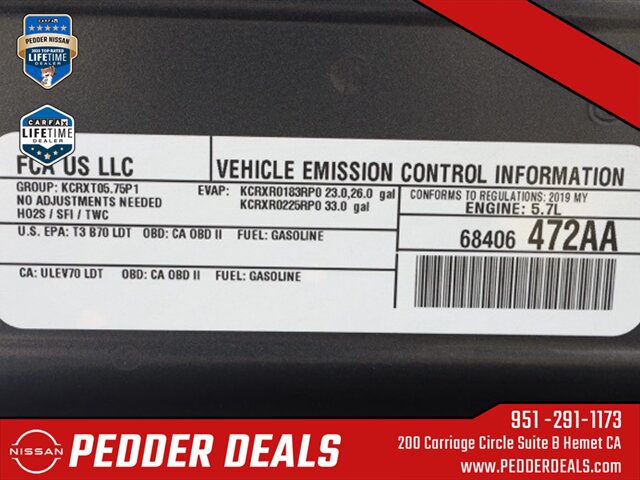 CARFAX
PEDDER NISSAN
2023 TOP-RATED
LIFETIME
DEALER
CARFAX
LIFETIME
DEALER
FCA US LLC
VEHICLE EMISSION CONTROL INFORMATION
GROUP: KCRXT05.75P1
NO ADJUSTMENTS NEEDED
HO2S / SFI / TWC
EVAP: KCRXR0183RP0 23.0,26.0 gal
KCRXR0225RP0 33.0 gal
CONFORMS TO REGULATIONS: 2019 MY
ENGINE: 5.7L
U.S. EPA: T3 B70 LDT OBD: CA OBD II FUEL: GASOLINE
68406 472AA
CA: ULEV70 LDT OBD: CA OBD II FUEL: GASOLINE
NISSAN
PEDDER DEALS
951 -291-1173
200 Carriage Circle Suite B Hemet CA
www.PEDDERDEALS.com